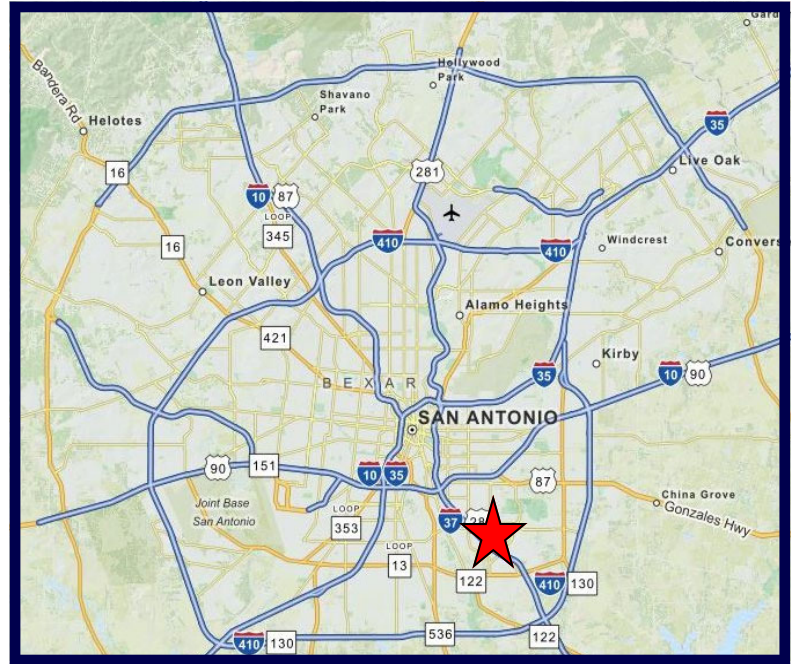 Gard
Hollywood
Park
Bandera Rd
Shavano
Park
35
Helotes
Live Oak
16
281
10
87
LOOP
345
410
410
Windcrest
Convers
16
Leon Valley
Alamo Heights
421
Kirby
35
10
90
BEXAR
SAN ANTONIO
90
151
10
35
87
Joint Base
San Antonio
China Grove
Gonzales Hwy
LOOP
353
37
28
LOOP
13
122
410
130
410
130
536
122